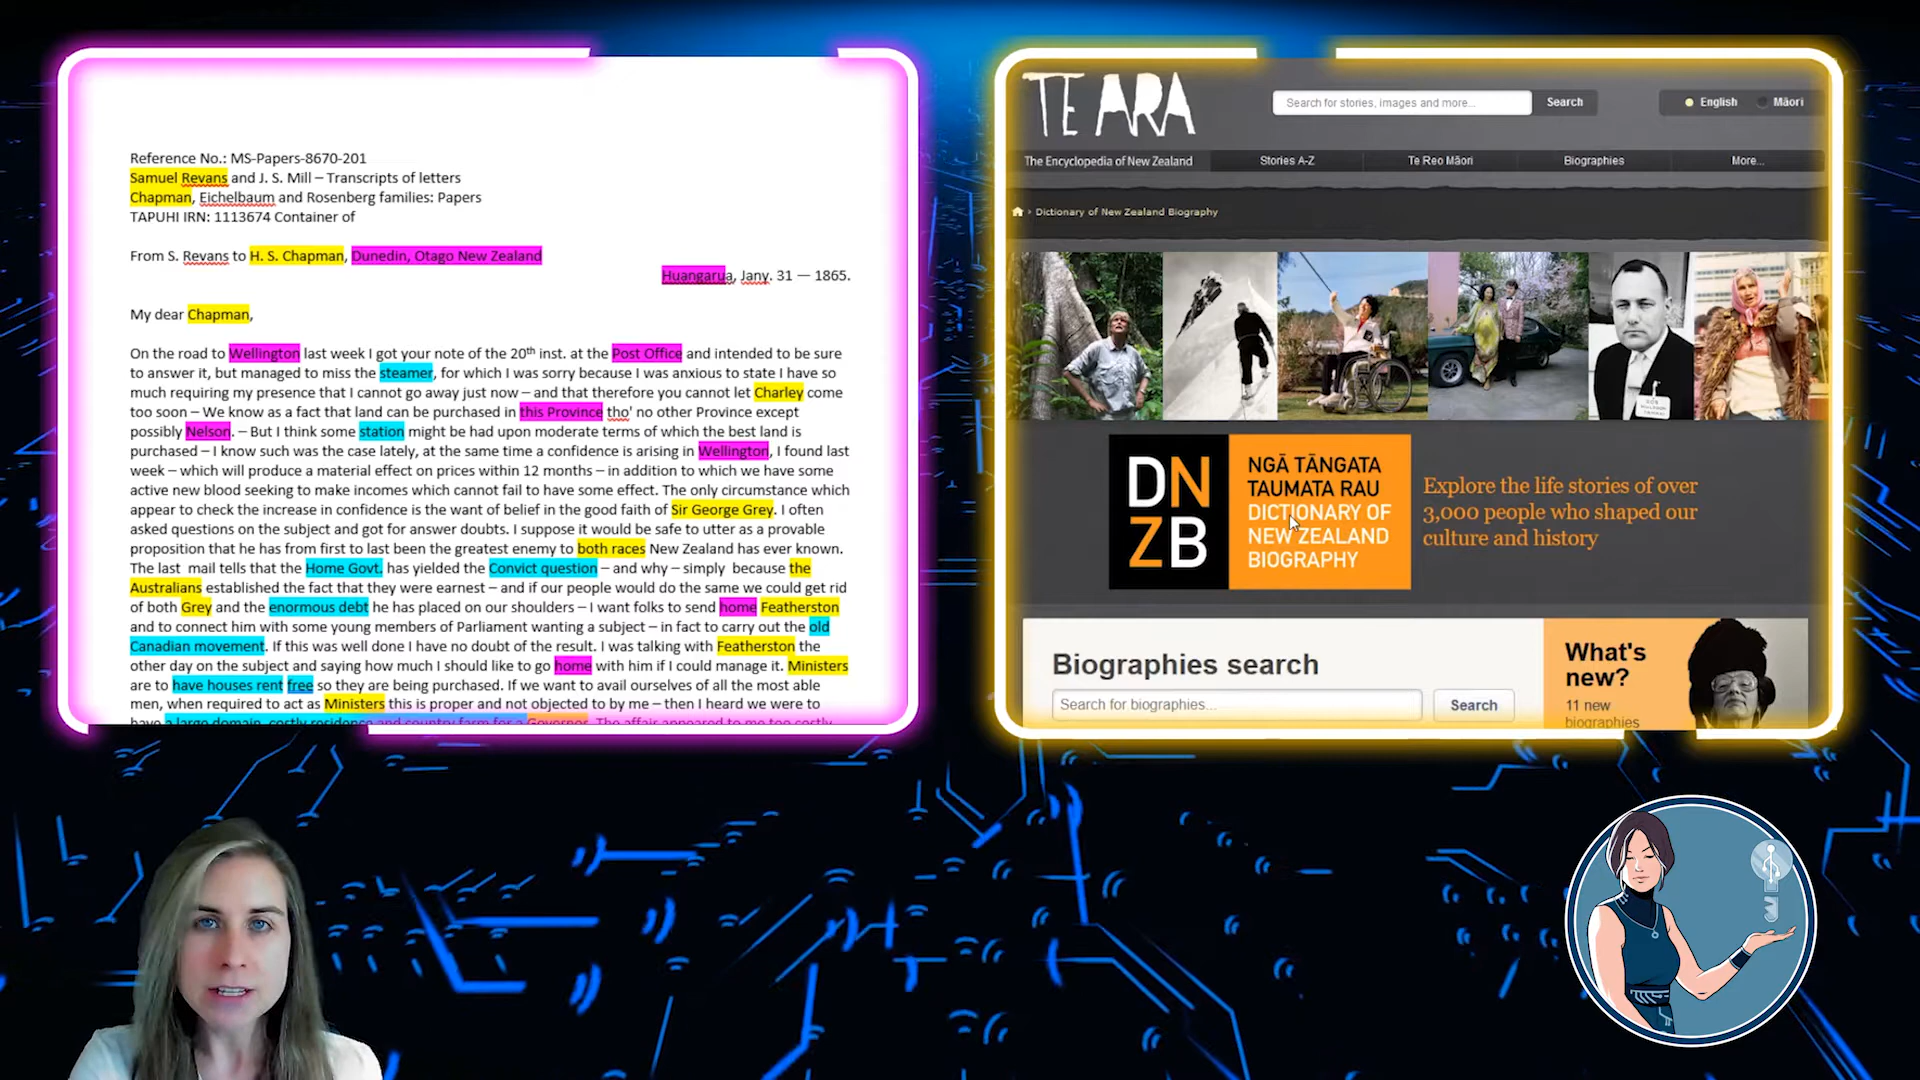 Reference No.: MS-Papers-8670-201
Samuel Revans and J. S. Mill – Transcripts of letters
Chapman, Eichelbaum and Rosenberg families: Papers
TAPUHI IRN: 1113674 Container of
From S. Revans to H. S. Chapman, Dunedin, Otago New Zealand
Huangarua, Jany. 31 — 1865.
My dear Chapman,
On the road to Wellington last week I got your note of the 20th inst. at the Post Office and intended to be sure
to answer it, but managed to miss the steamer, for which I was sorry because I was anxious to state I have so
much requiring my presence that I cannot go away just now – and that therefore you cannot let Charley come
too soon – We know as a fact that land can be purchased in this Province tho' no other Province except
possibly Nelson. – But I think some station might be had upon moderate terms of which the best land is
purchased – I know such was the case lately, at the same time a confidence is arising in Wellington, I found last
week – which will produce a material effect on prices within 12 months – in addition to which we have some
active new blood seeking to make incomes which cannot fail to have some effect. The only circumstance which
appear to check the increase in confidence is the want of belief in the good faith of Sir George Grey. I often
asked questions on the subject and got for answer doubts. I suppose it would be safe to utter as a provable
proposition that he has from first to last been the greatest enemy to both races New Zealand has ever known.
The last mail tells that the Home Govt. has yielded the Convict question – and why – simply because the
Australians established the fact that they were earnest – and if our people would do the same we could get rid
of both Grey and the enormous debt he has placed on our shoulders – I want folks to send home Featherston
and to connect him with some young members of Parliament wanting a subject – in fact to carry out the old
Canadian movement. If this was well done I have no doubt of the result. I was talking with Featherston the
other day on the subject and saying how much I should like to go home with him if I could manage it. Ministers
are to have houses rent free so they are being purchased. If we want to avail ourselves of all the most able
men, when required to act as Ministers this is proper and not objected to by me – then I heard we were to
have a large domain, costly residence and country farm for a Governor. The affair appeared to me too costly
TE ARA
Search for stories, images and more...
Search
English
Māori
The Encyclopedia of New Zealand
Stories A-Z
Te Reo Māori
Biographies
More...
› Dictionary of New Zealand Biography
DNZB
NGĀ TĀNGATA
TAUMATA RAU
DICTIONARY OF
NEW ZEALAND
BIOGRAPHY
Explore the life stories of over
3,000 people who shaped our
culture and history
Biographies search
Search for biographies...
Search
What's
new?
11 new
biographies